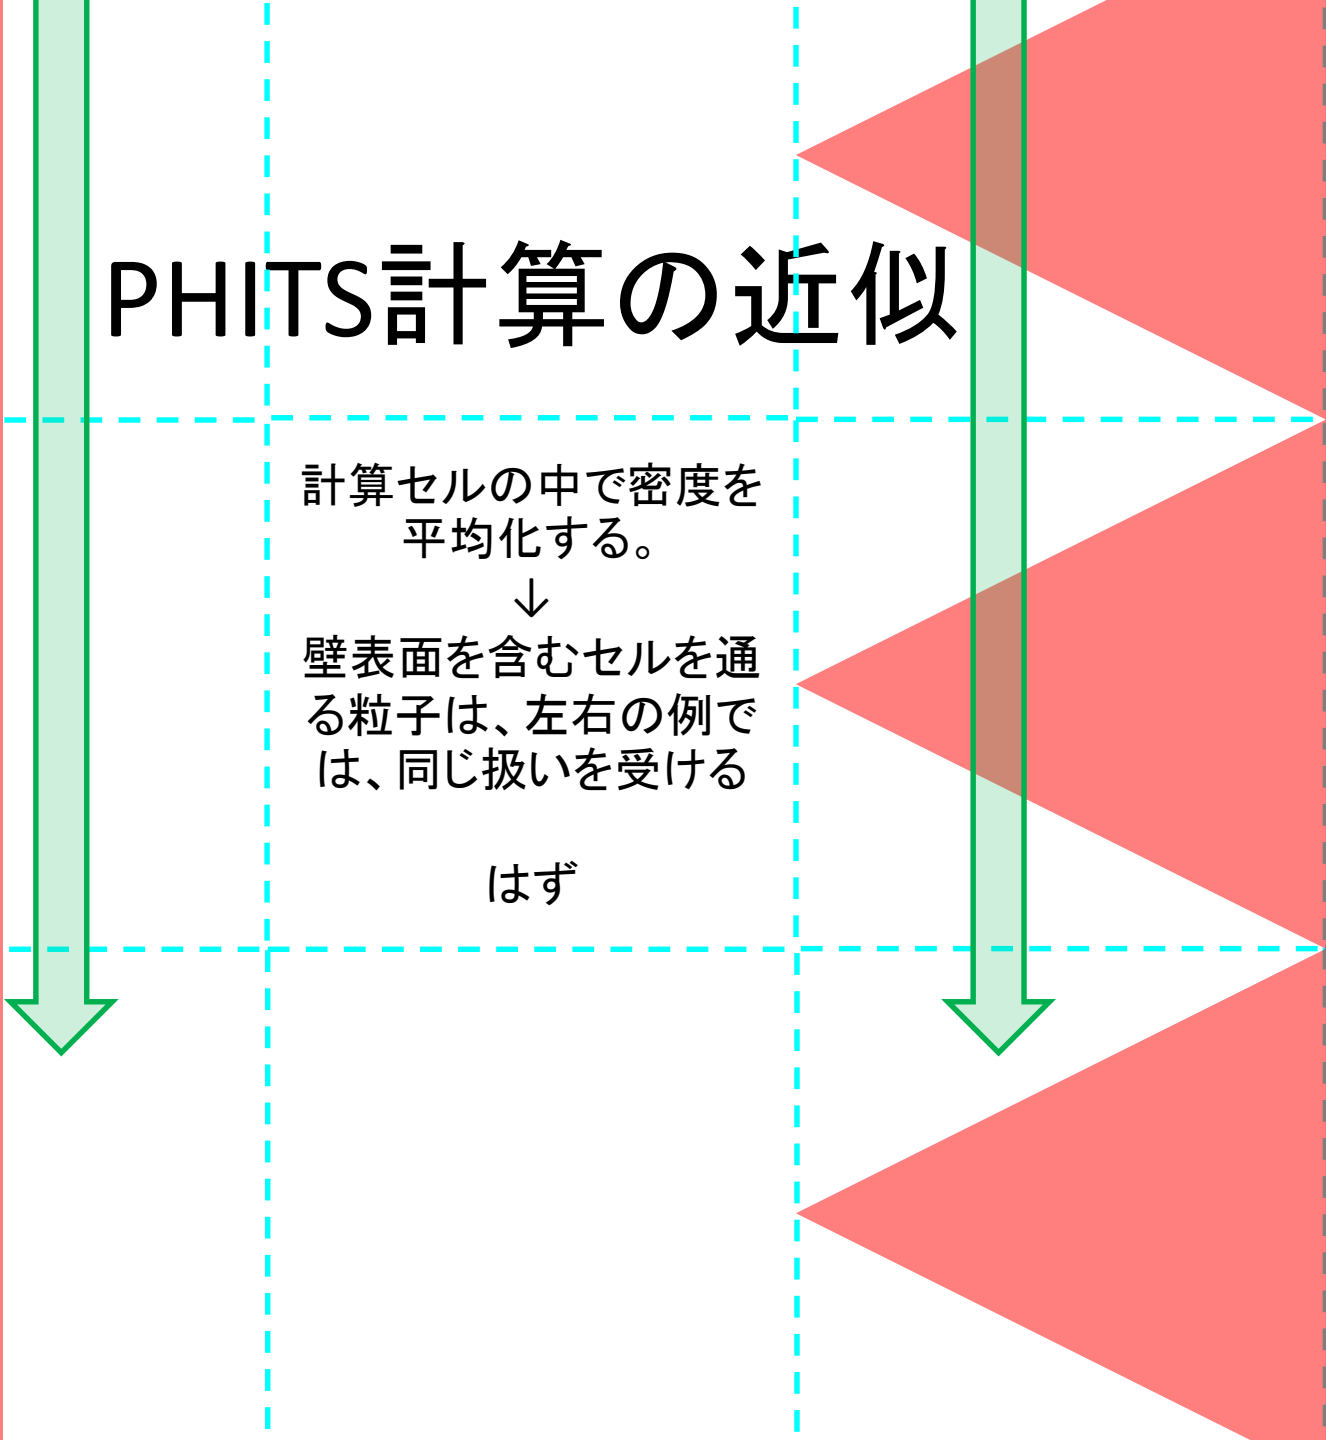 PHITS計算の近似
計算セルの中で密度を
平均化する。
↓
壁表面を含むセルを通
る粒子は、左右の例で
は、同じ扱いを受ける
はず